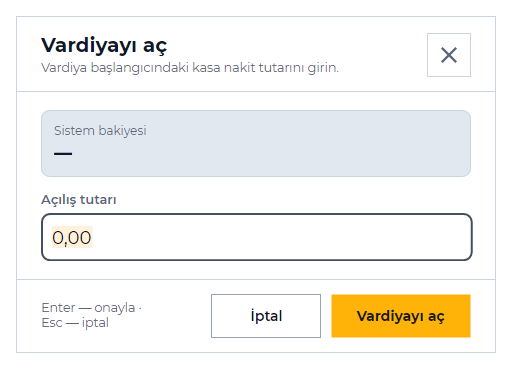 Vardiyayı aç
Vardiya başlangıcındaki kasa nakit tutarını girin.
Sistem bakiyesi
—
Açılış tutarı
0,00
Enter — onayla ·
Esc — iptal
İptal
Vardiyayı aç